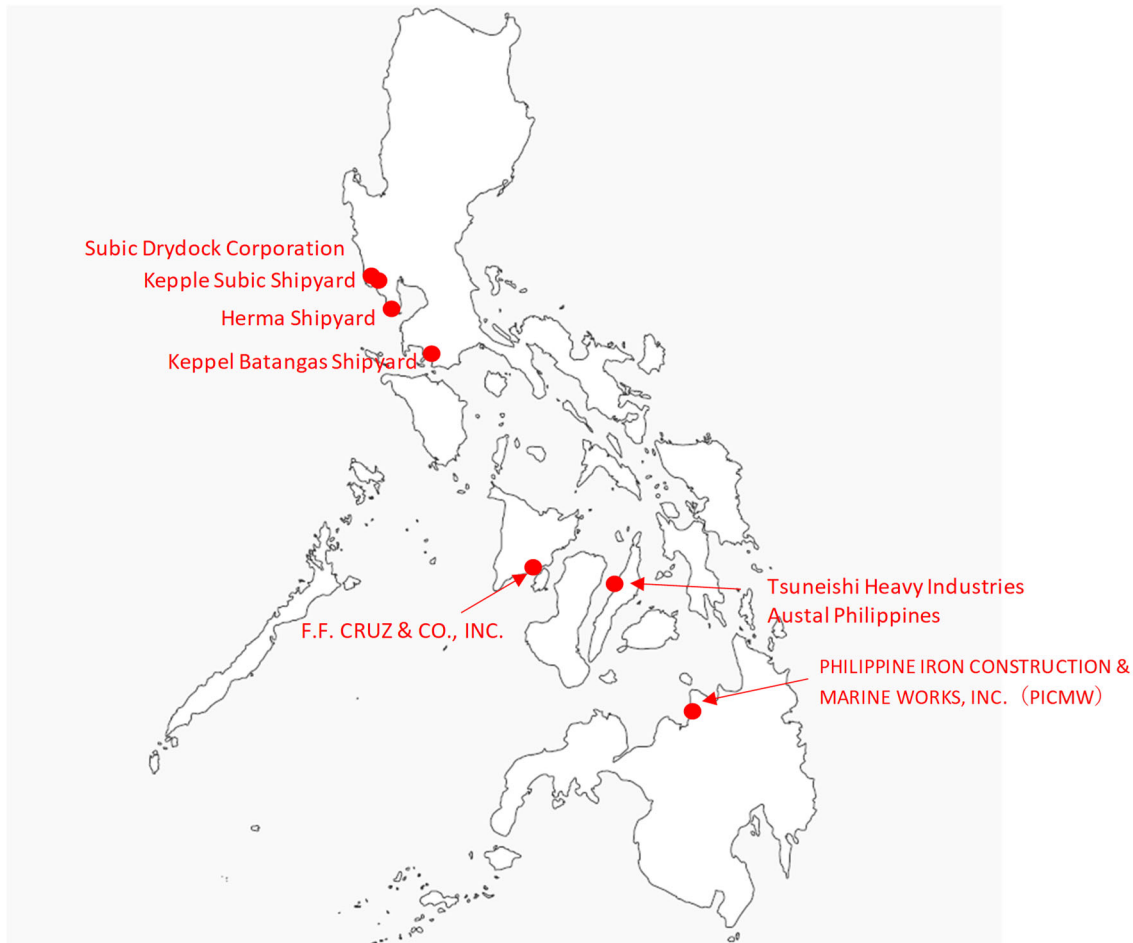 Subic Drydock Corporation
Kepple Subic Shipyard
Herma Shipyard
Keppel Batangas Shipyard
F.F. CRUZ & CO., INC.
Tsuneishi Heavy Industries
Austal Philippines
PHILIPPINE IRON CONSTRUCTION &
MARINE WORKS, INC.（PICMW）